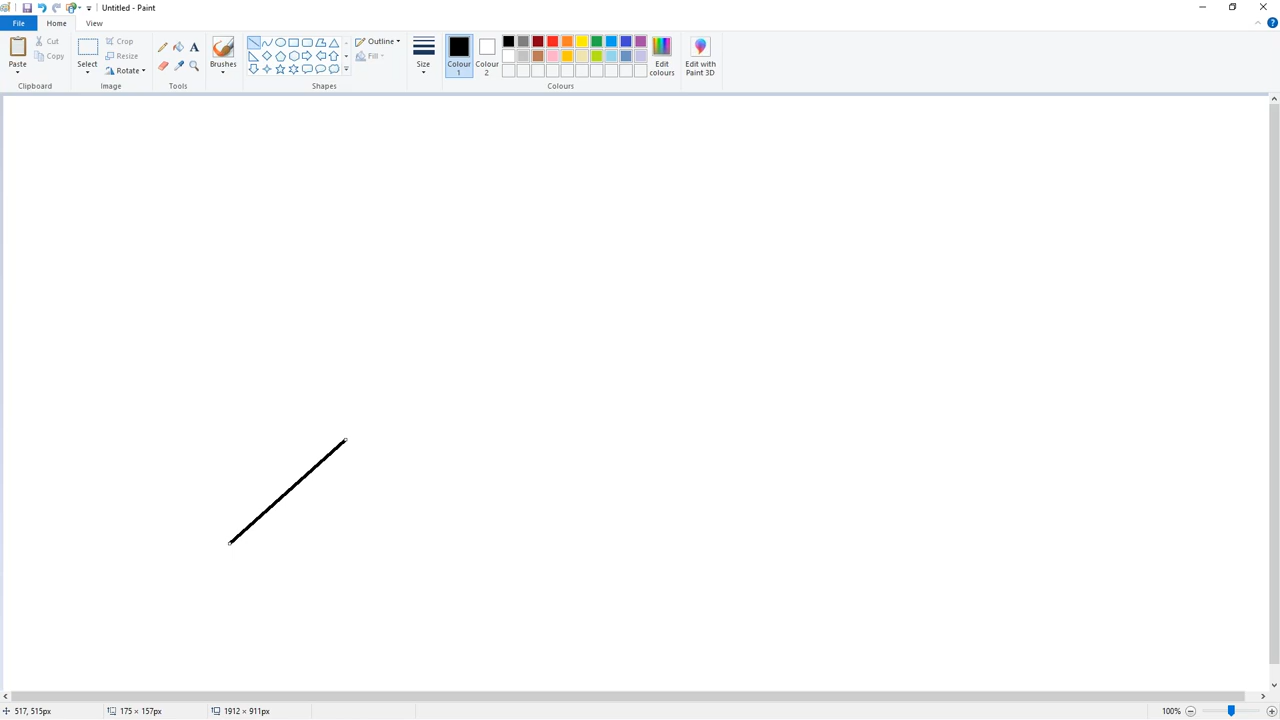 Untitled - Paint
File Home View
Paste
Cut
Copy
Clipboard
Select
Crop
Resize
Rotate
Image
A
Tools
Brushes
Shapes
Outline
Fill
Size
Colour 1
Colour 2
Edit colours
Colours
Edit with Paint 3D
?
517, 515px 175 × 157px 1912 × 911px 100%